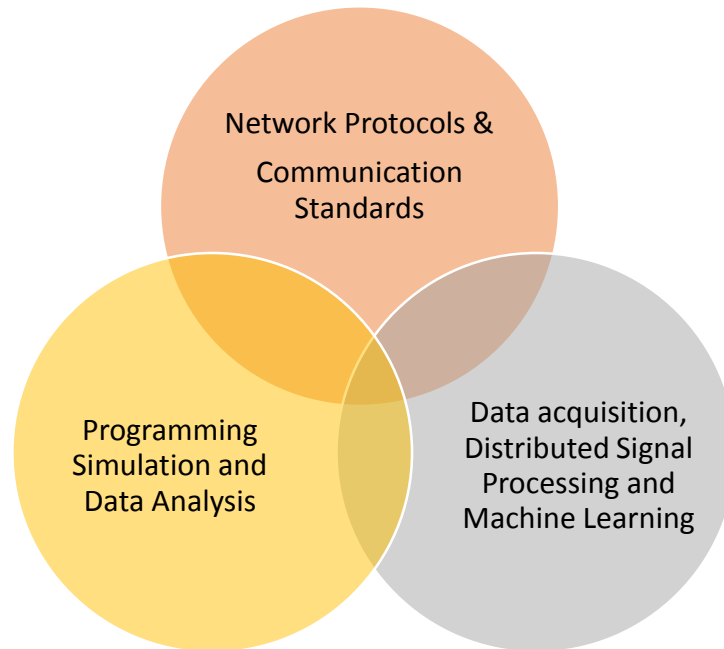 Network Protocols &
Communication
Standards
Programming
Simulation and
Data Analysis
Data acquisition,
Distributed Signal
Processing and
Machine Learning